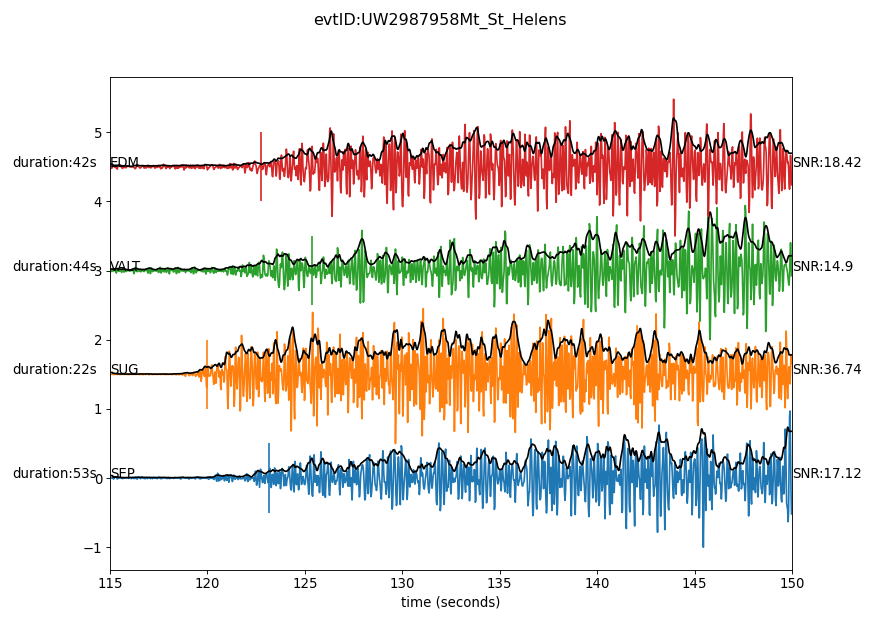 evtID:UW2987958Mt_St_Helens
5
duration:42s EDM SNR:18.42
4
duration:44s 3 VALT SNR:14.9
2
duration:22s SUG SNR:36.74
1
duration:53s 0 SEP SNR:17.12
−1
115 120 125 130 135 140 145 150
time (seconds)